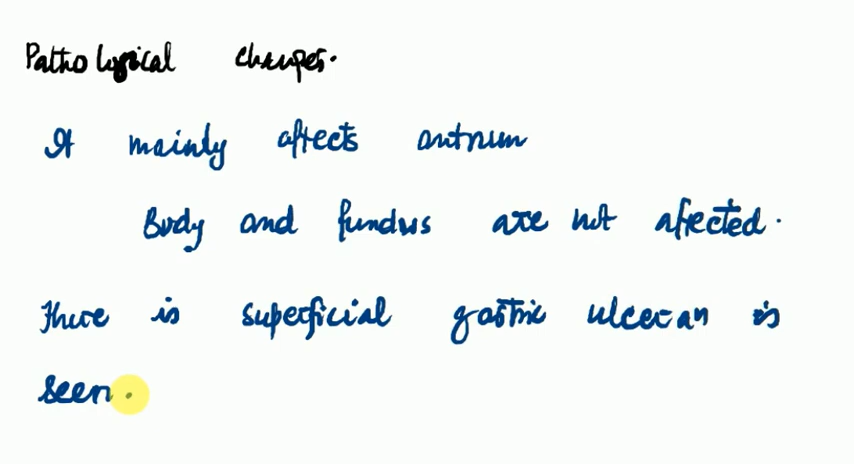 Pathological changes.
It mainly affects antrum
Body and fundus are not affected.
There is superficial gastric ulceran is
seen.